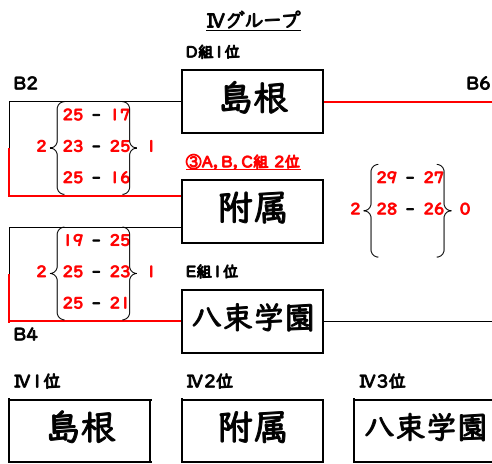 Ⅳグループ
D組1位
B2
島根
B6
25 - 17
2 23 - 25 1
25 - 16
③A,B,C組 2位
附属
29 - 27
2 28 - 26 0
19 - 25
2 25 - 23 1
25 - 21
E組1位
八束学園
B4
Ⅳ1位 Ⅳ2位 Ⅳ3位
島根 附属 八束学園